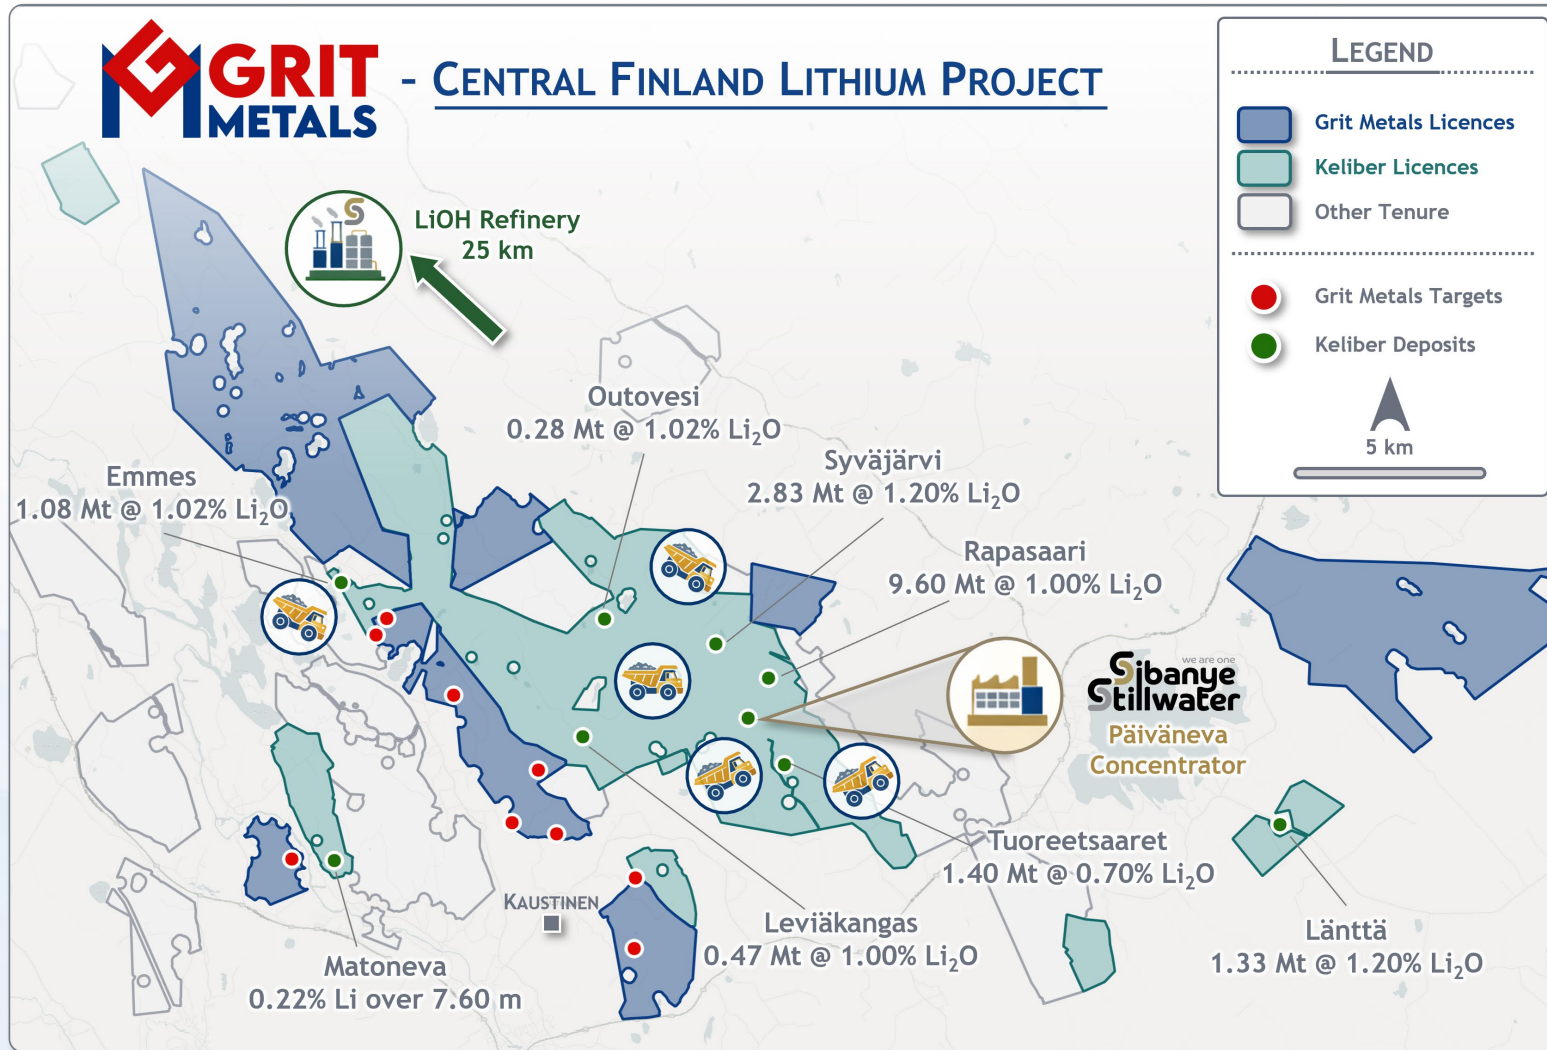 GRIT
METALS
- CENTRAL FINLAND LITHIUM PROJECT
LEGEND
Grit Metals Licences
Keliber Licences
Other Tenure
Grit Metals Targets
Keliber Deposits
5 km
LiOH Refinery
25 km
Outovesi
0.28 Mt @ 1.02% Li₂O
Syväjärvi
2.83 Mt @ 1.20% Li₂O
Emmes
1.08 Mt @ 1.02% Li₂O
Rapasaari
9.60 Mt @ 1.00% Li₂O
we are one
Sibanye
Stillwater
Päiväneva
Concentrator
Tuoreetsaaret
1.40 Mt @ 0.70% Li₂O
KAUSTINEN
Leviäkangas
0.47 Mt @ 1.00% Li₂O
Länttä
1.33 Mt @ 1.20% Li₂O
Matoneva
0.22% Li over 7.60 m